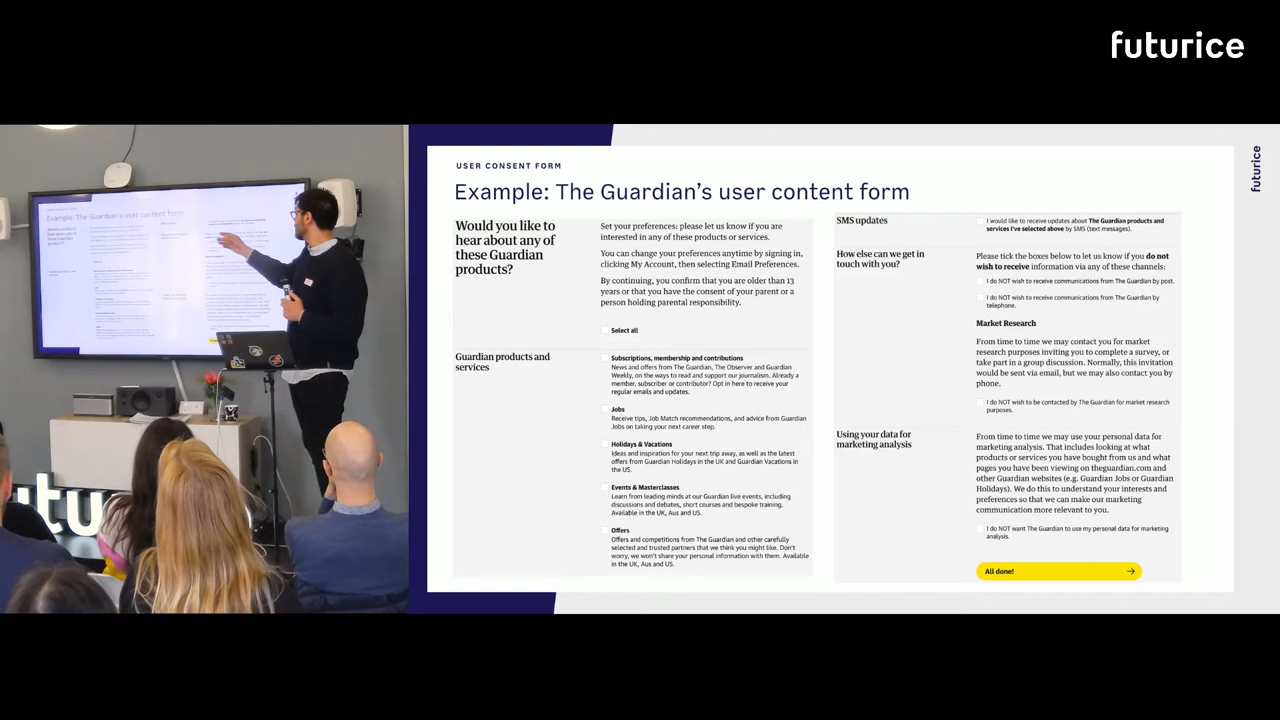 futurice
futurice
USER CONSENT FORM
Example: The Guardian's user content form
Would you like to
hear about any of
these Guardian
products?
Set your preferences: please let us know if you are
interested in any of these products or services.
You can change your preferences anytime by signing in,
clicking My Account, then selecting Email Preferences.
By continuing, you confirm that you are older than 13
years or that you have the consent of your parent or a
person holding parental responsibility.
Select all
Guardian products and
services
Subscriptions, membership and contributions
News and offers from The Guardian, The Observer and Guardian
Weekly, on the ways to read and support our journalism. Already a
member, subscriber or contributor? Opt in here to receive your
regular emails and updates.
Jobs
Receive tips, Job Match recommendations, and advice from Guardian
Jobs on taking your next career step.
Holidays & Vacations
Ideas and inspiration for your next trip away, as well as the latest
offers from Guardian Holidays in the UK and Guardian Vacations in
the US.
Events & Masterclasses
Learn from leading minds at our Guardian live events, including
discussions and debates, short courses and bespoke training.
Available in the UK, Aus and US.
Offers
Offers and competitions from The Guardian and other carefully
selected and trusted partners that we think you might like. Don't
worry, we won't share your personal information with them. Available
in the UK, Aus and US.
SMS updates
I would like to receive updates about The Guardian products and
services I've selected above by SMS (text messages).
How else can we get in
touch with you?
Please tick the boxes below to let us know if you do not
wish to receive information via any of these channels:
I do NOT wish to receive communications from The Guardian by post.
I do NOT wish to receive communications from The Guardian by
telephone.
Market Research
From time to time we may contact you for market
research purposes inviting you to complete a survey, or
take part in a group discussion. Normally, this invitation
would be sent via email, but we may also contact you by
phone.
I do NOT wish to be contacted by The Guardian for market research
purposes.
Using your data for
marketing analysis
From time to time we may use your personal data for
marketing analysis. That includes looking at what
products or services you have bought from us and what
pages you have been viewing on theguardian.com and
other Guardian websites (e.g. Guardian Jobs or Guardian
Holidays). We do this to understand your interests and
preferences so that we can make our marketing
communication more relevant to you.
I do NOT want The Guardian to use my personal data for marketing
analysis.
All done!
Example: The Guardian's user content form
utu